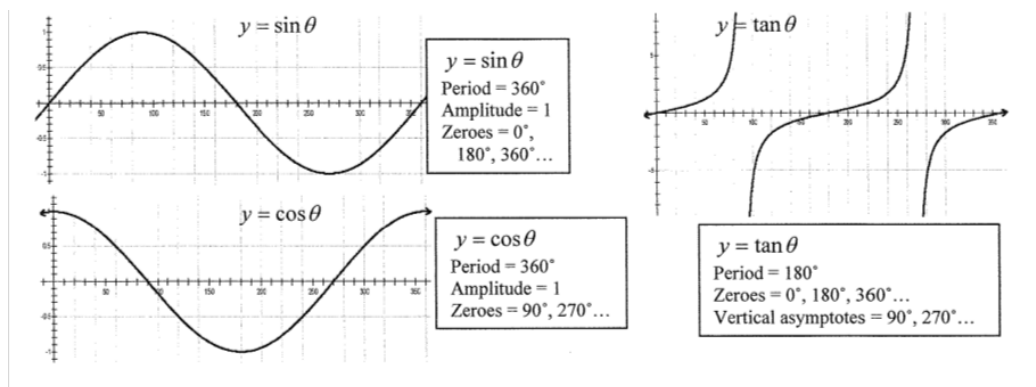 y = sin θ
y = sin θ
Period = 360°
Amplitude = 1
Zeroes = 0°,
180°, 360°...
y = cos θ
y = cos θ
Period = 360°
Amplitude = 1
Zeroes = 90°, 270°...
y = tan θ
y = tan θ
Period = 180°
Zeroes = 0°, 180°, 360°...
Vertical asymptotes = 90°, 270°...